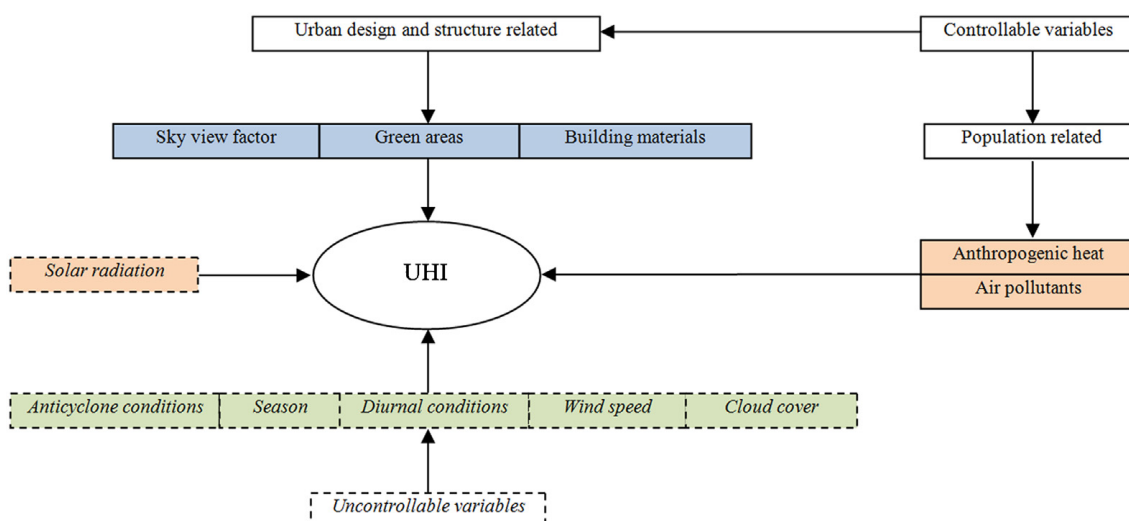 Urban design and structure related
Controllable variables
Sky view factor
Green areas
Building materials
Population related
Solar radiation
UHI
Anthropogenic heat
Air pollutants
Anticyclone conditions
Season
Diurnal conditions
Wind speed
Cloud cover
Uncontrollable variables